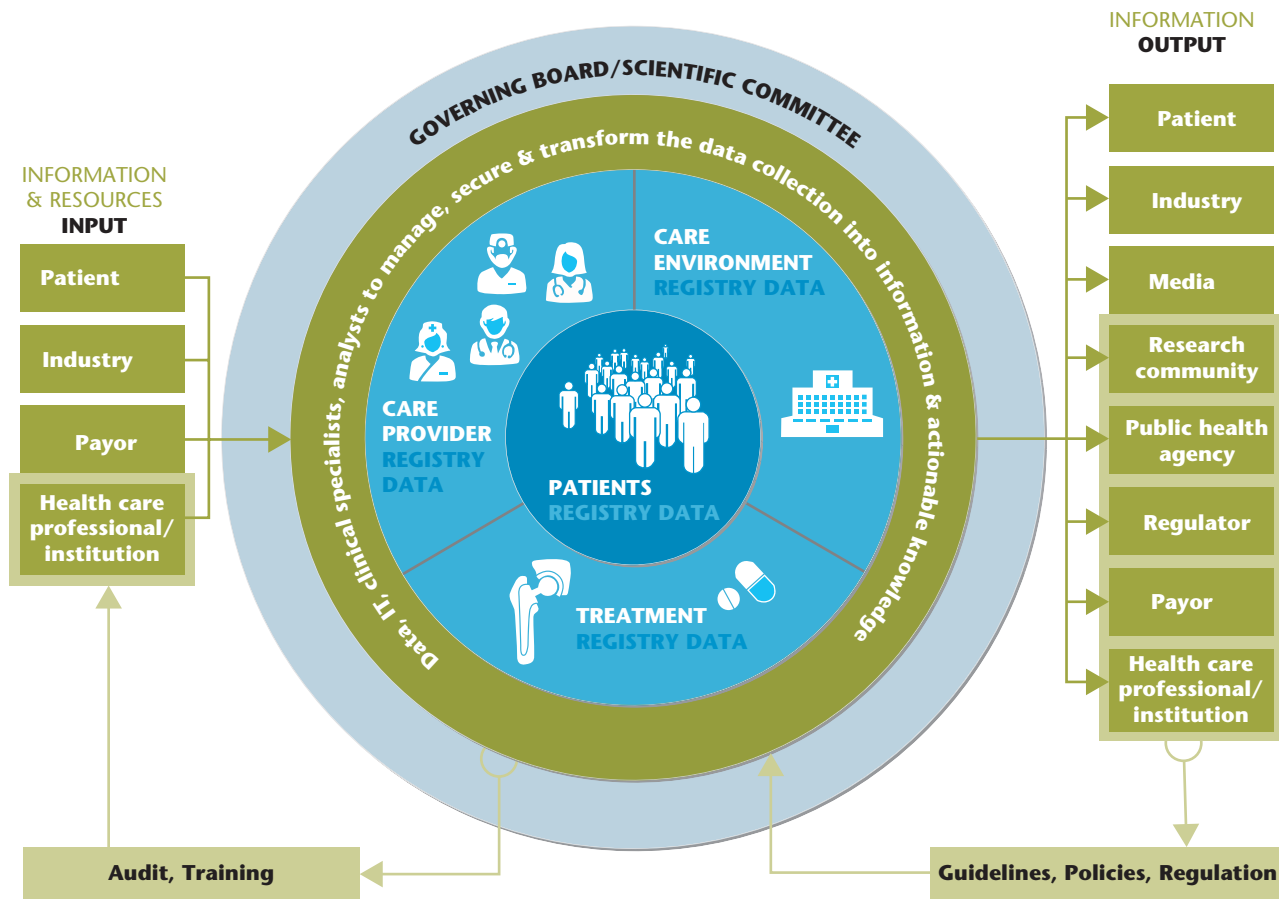 INFORMATION
& RESOURCES
INPUT
Patient
Industry
Payor
Health care
professional/
institution
GOVERNING BOARD/SCIENTIFIC COMMITTEE
Data, IT, clinical specialists, analysts to manage, secure & transform the data collection into information & actionable knowledge
CARE
PROVIDER
REGISTRY
DATA
CARE
ENVIRONMENT
REGISTRY DATA
PATIENTS
REGISTRY DATA
TREATMENT
REGISTRY DATA
INFORMATION
OUTPUT
Patient
Industry
Media
Research
community
Public health
agency
Regulator
Payor
Health care
professional/
institution
Audit, Training
Guidelines, Policies, Regulation